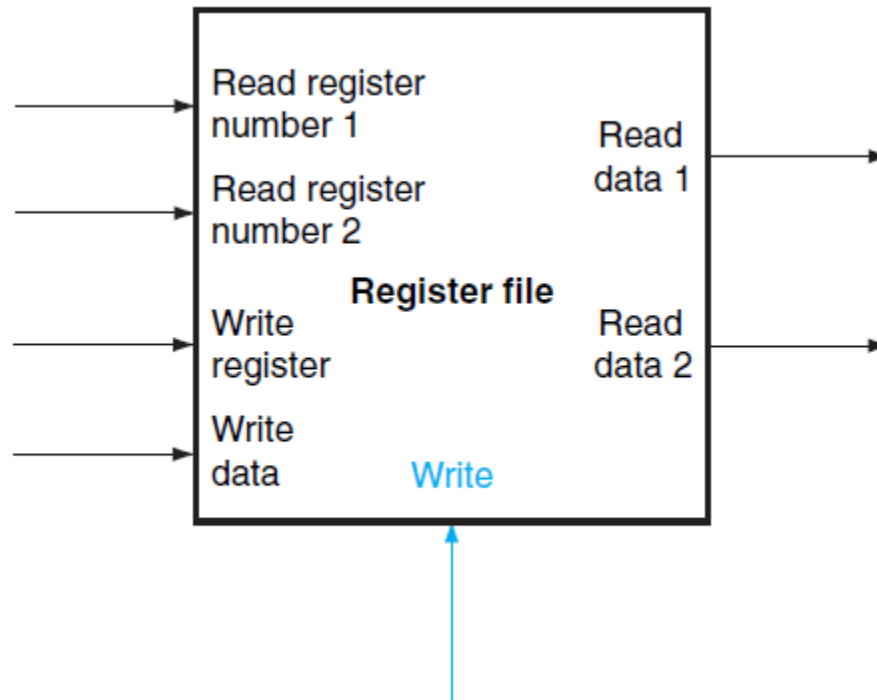 Read register
number 1
Read register
number 2
Register file
Write
register
Write
data
Read
data 1
Read
data 2
Write